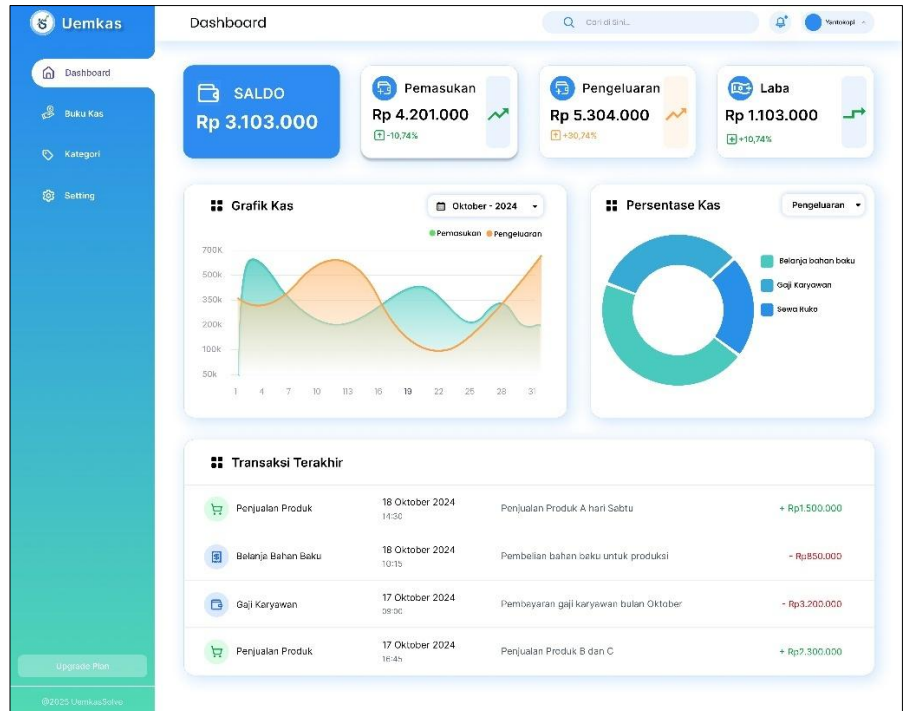 Uemkas
Dashboard
Cari di Sini...
Yantokopi
Dashboard
Buku Kas
Kategori
Setting
Upgrade Plan
@2025 UemkasSolve
SALDO
Rp 3.103.000
Pemasukan
Rp 4.201.000
-10,74%
Pengeluaran
Rp 5.304.000
+30,74%
Laba
Rp 1.103.000
+10,74%
Grafik Kas
Oktober - 2024
Pemasukan Pengeluaran
700K
500k
350k
200k
100k
50k
1 4 7 10 113 16 19 22 25 28 31
Persentase Kas
Pengeluaran
Belanja bahan baku
Gaji Karyawan
Sewa Ruko
Transaksi Terakhir
Penjualan Produk 18 Oktober 2024 Penjualan Produk A hari Sabtu + Rp1.500.000
14:30
Belanja Bahan Baku 18 Oktober 2024 Pembelian bahan baku untuk produksi - Rp850.000
10:15
Gaji Karyawan 17 Oktober 2024 Pembayaran gaji karyawan bulan Oktober - Rp3.200.000
09:00
Penjualan Produk 17 Oktober 2024 Penjualan Produk B dan C + Rp2.300.000
16:45